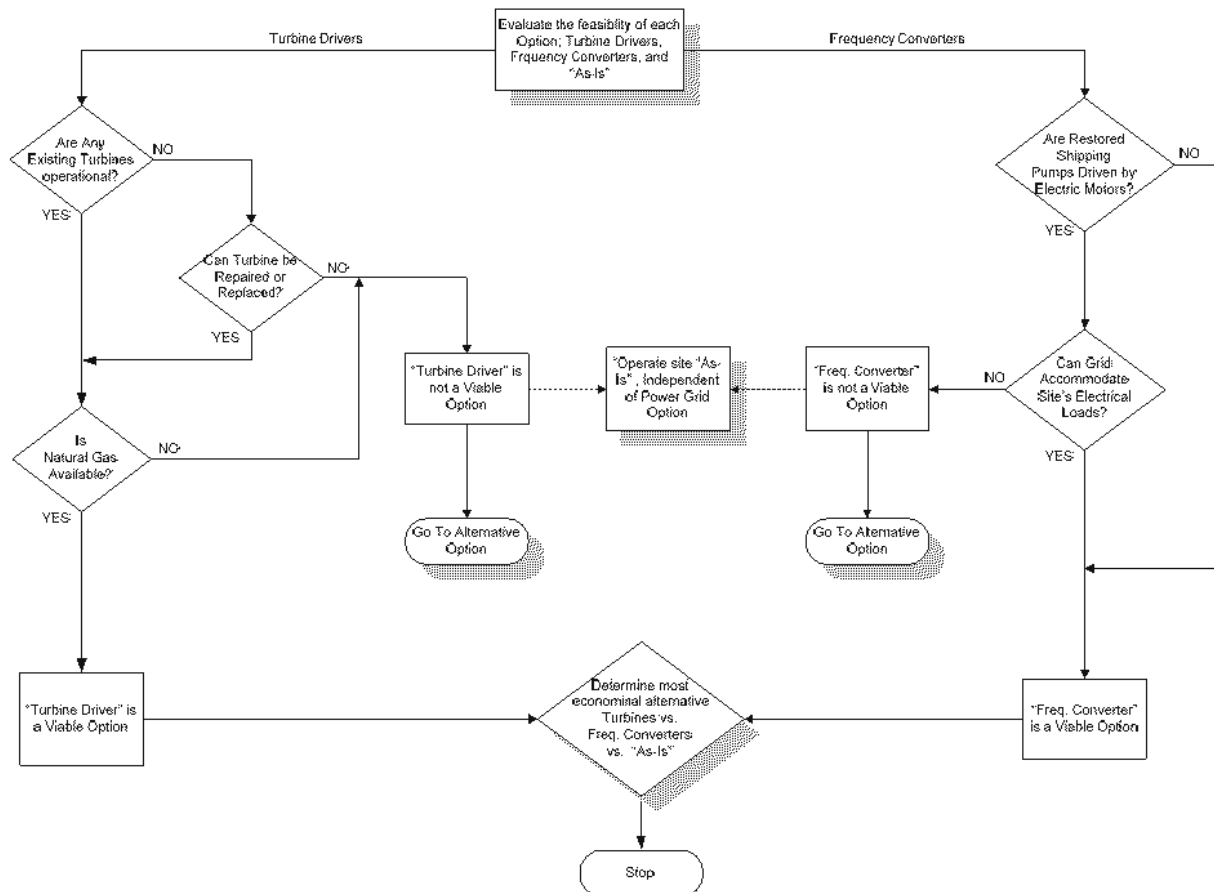 Evaluate the feasiblity of each
Option; Turbine Drivers,
Frquency Converters, and
"As-Is"
Turbine Drivers
Frequency Converters
Are Any
Existing Turbines
operational?
NO
YES
Can Turbine be
Repaired or
Replaced?
NO
YES
Is
Natural Gas
Available?
NO
YES
"Turbine Driver" is
not a Viable
Option
Go To Alternative
Option
"Operate site "As-
Is" , Independent
of Power Grid
Option
"Freq. Converter"
is not a Viable
Option
Go To Alternative
Option
Are Restored
Shipping
Pumps Driven by
Electric Motors?
NO
YES
Can Grid
Accommodate
Site's Electrical
Loads?
NO
YES
"Turbine Driver" is
a Viable Option
Determine most
economial alternative
Turbines vs.
Freq. Converters
vs. "As-Is"
"Freq. Converter"
is a Viable Option
Stop